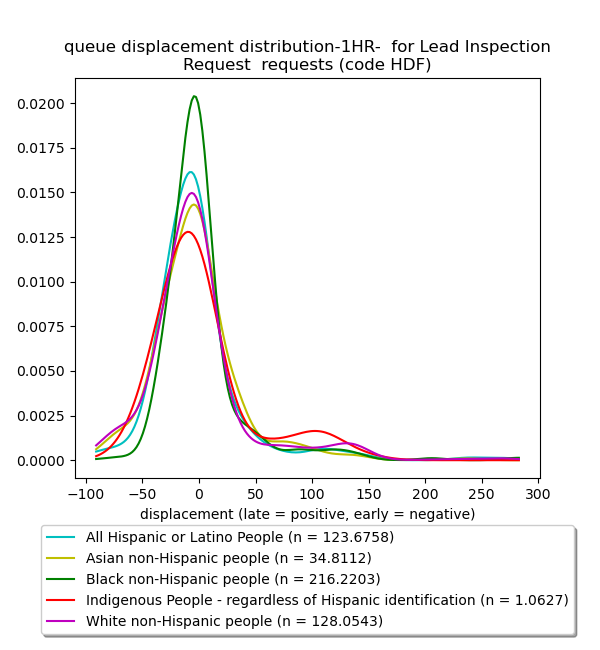 queue displacement distribution-1HR-  for Lead Inspection
Request  requests (code HDF)
0.0200
0.0175
0.0150
0.0125
0.0100
0.0075
0.0050
0.0025
0.0000
−100 −50 0 50 100 150 200 250 300
displacement (late = positive, early = negative)
All Hispanic or Latino People (n = 123.6758)
Asian non-Hispanic people (n = 34.8112)
Black non-Hispanic people (n = 216.2203)
Indigenous People - regardless of Hispanic identification (n = 1.0627)
White non-Hispanic people (n = 128.0543)